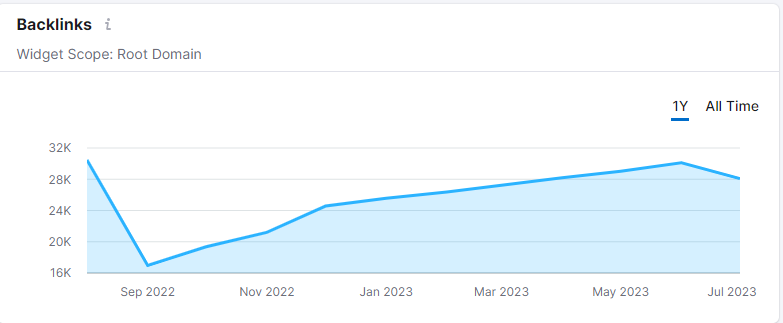 Backlinks i
Widget Scope: Root Domain
1Y All Time
32K
28K
24K
20K
16K
Sep 2022 Nov 2022 Jan 2023 Mar 2023 May 2023 Jul 2023